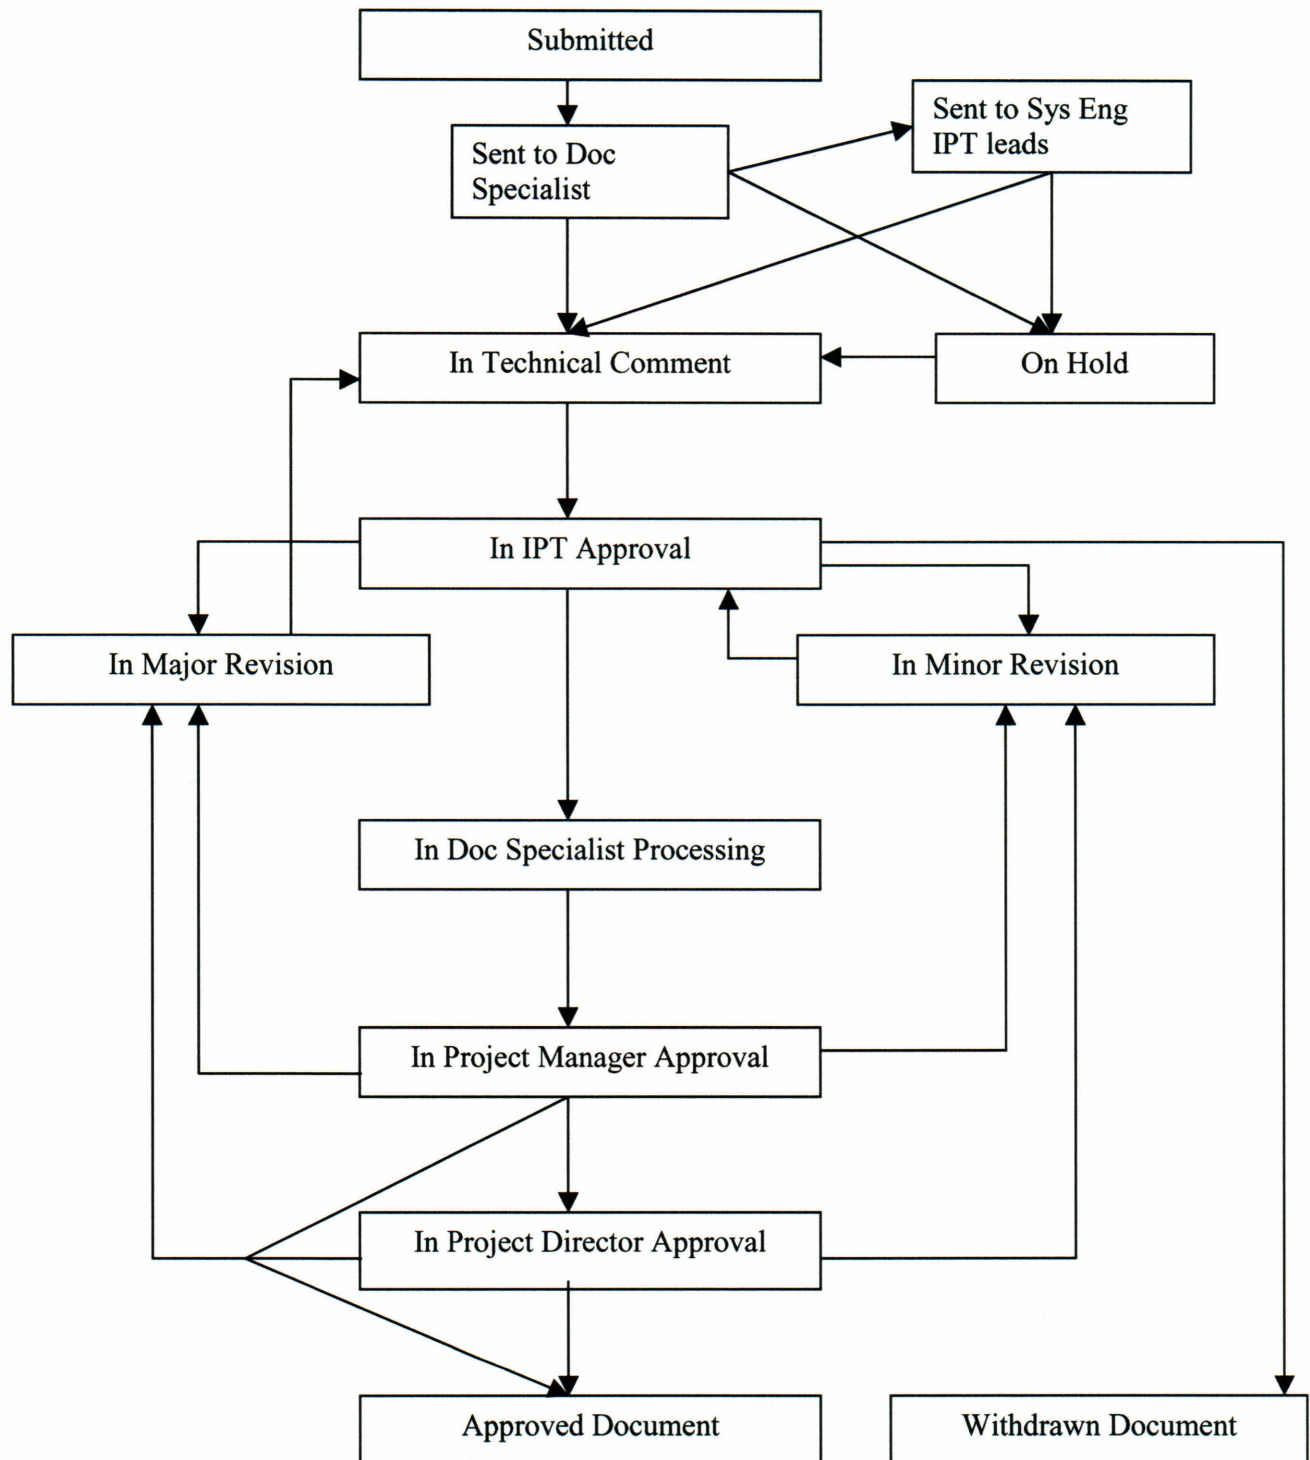 Submitted
Sent to Sys Eng
IPT leads
Sent to Doc
Specialist
In Technical Comment
On Hold
In IPT Approval
In Major Revision
In Minor Revision
In Doc Specialist Processing
In Project Manager Approval
In Project Director Approval
Approved Document
Withdrawn Document